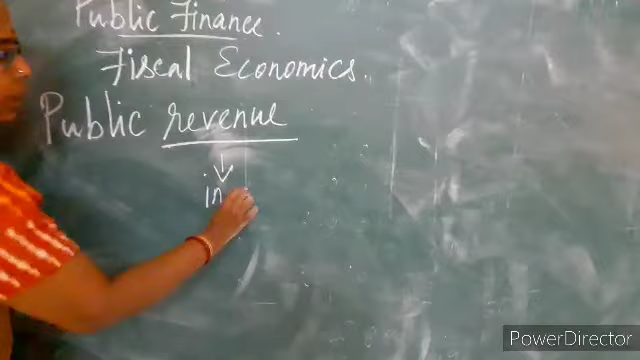 Public Finance.
Fiscal Economics.
Public revenue
in
PowerDirector